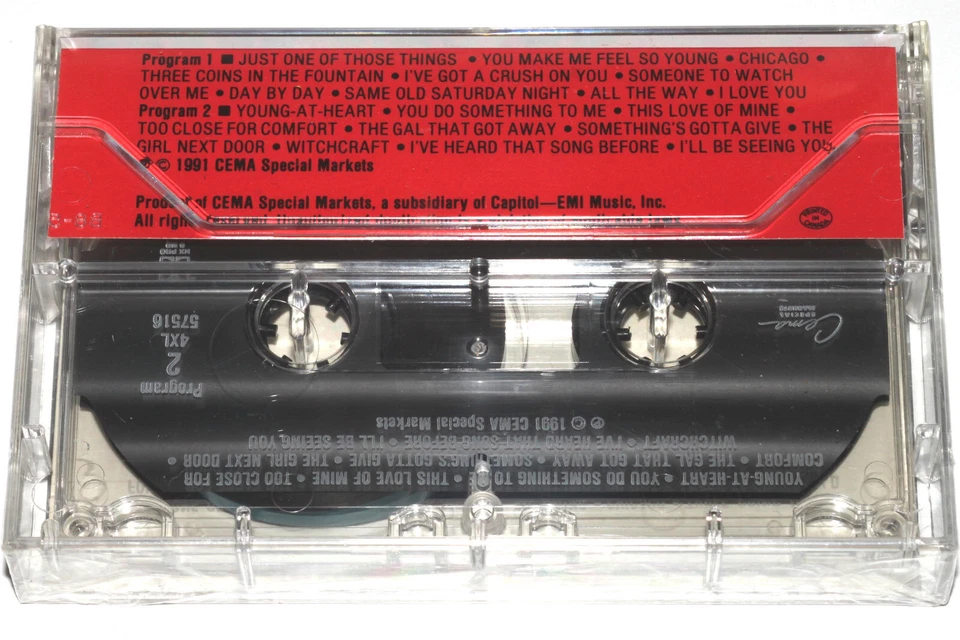 Program 1 ■ JUST ONE OF THOSE THINGS • YOU MAKE ME FEEL SO YOUNG • CHICAGO •
THREE COINS IN THE FOUNTAIN • I'VE GOT A CRUSH ON YOU • SOMEONE TO WATCH
OVER ME • DAY BY DAY • SAME OLD SATURDAY NIGHT • ALL THE WAY • I LOVE YOU
Program 2 ■ YOUNG-AT-HEART • YOU DO SOMETHING TO ME • THIS LOVE OF MINE •
TOO CLOSE FOR COMFORT • THE GAL THAT GOT AWAY • SOMETHING'S GOTTA GIVE • THE
GIRL NEXT DOOR • WITCHCRAFT • I'VE HEARD THAT SONG BEFORE • I'LL BE SEEING YOU
℗ © 1991 CEMA Special Markets
Product of CEMA Special Markets, a subsidiary of Capitol—EMI Music, Inc.
All
PRINTED IN CANADA
YOUNG-AT-HEART • YOU DO SOMETHING TO ME • THIS LOVE OF MINE • TOO CLOSE FOR
COMFORT • THE GAL THAT GOT AWAY • SOMETHING'S GOTTA GIVE • THE GIRL NEXT DOOR •
WITCHCRAFT • I'VE HEARD THAT SONG BEFORE • I'LL BE SEEING YOU
℗ © 1991 CEMA Special Markets
Program
2
4XL
57516
Cema
SPECIAL
MARKETS